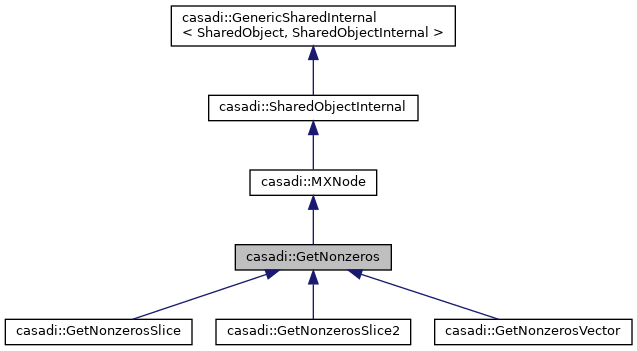 casadi::GenericSharedInternal
< SharedObject, SharedObjectInternal >
casadi::SharedObjectInternal
casadi::MXNode
casadi::GetNonzeros
casadi::GetNonzerosSlice
casadi::GetNonzerosSlice2
casadi::GetNonzerosVector